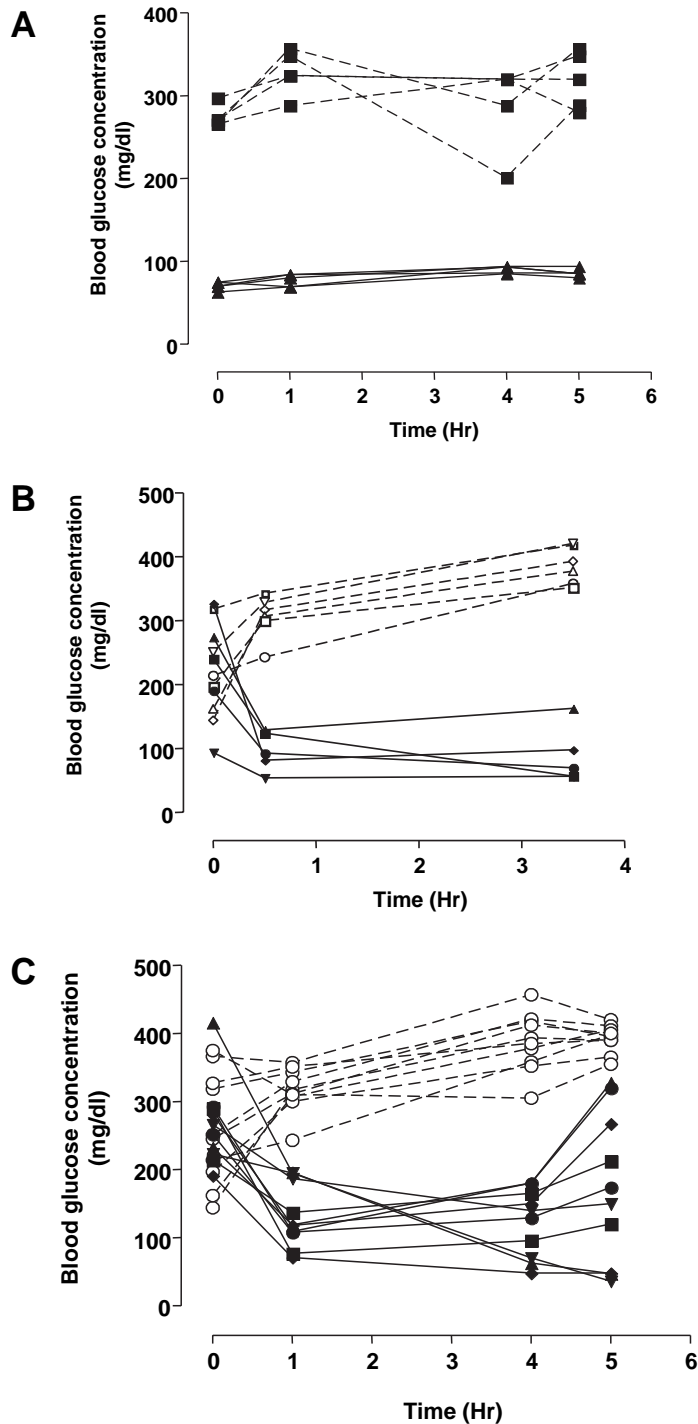 A
Blood glucose concentration
(mg/dl)
400
300
200
100
0
0 1 2 3 4 5 6
Time (Hr)
B
Blood glucose concentration
(mg/dl)
500
400
300
200
100
0
0 1 2 3 4
Time (Hr)
C
Blood glucose concentration
(mg/dl)
500
400
300
200
100
0
0 1 2 3 4 5 6
Time (Hr)